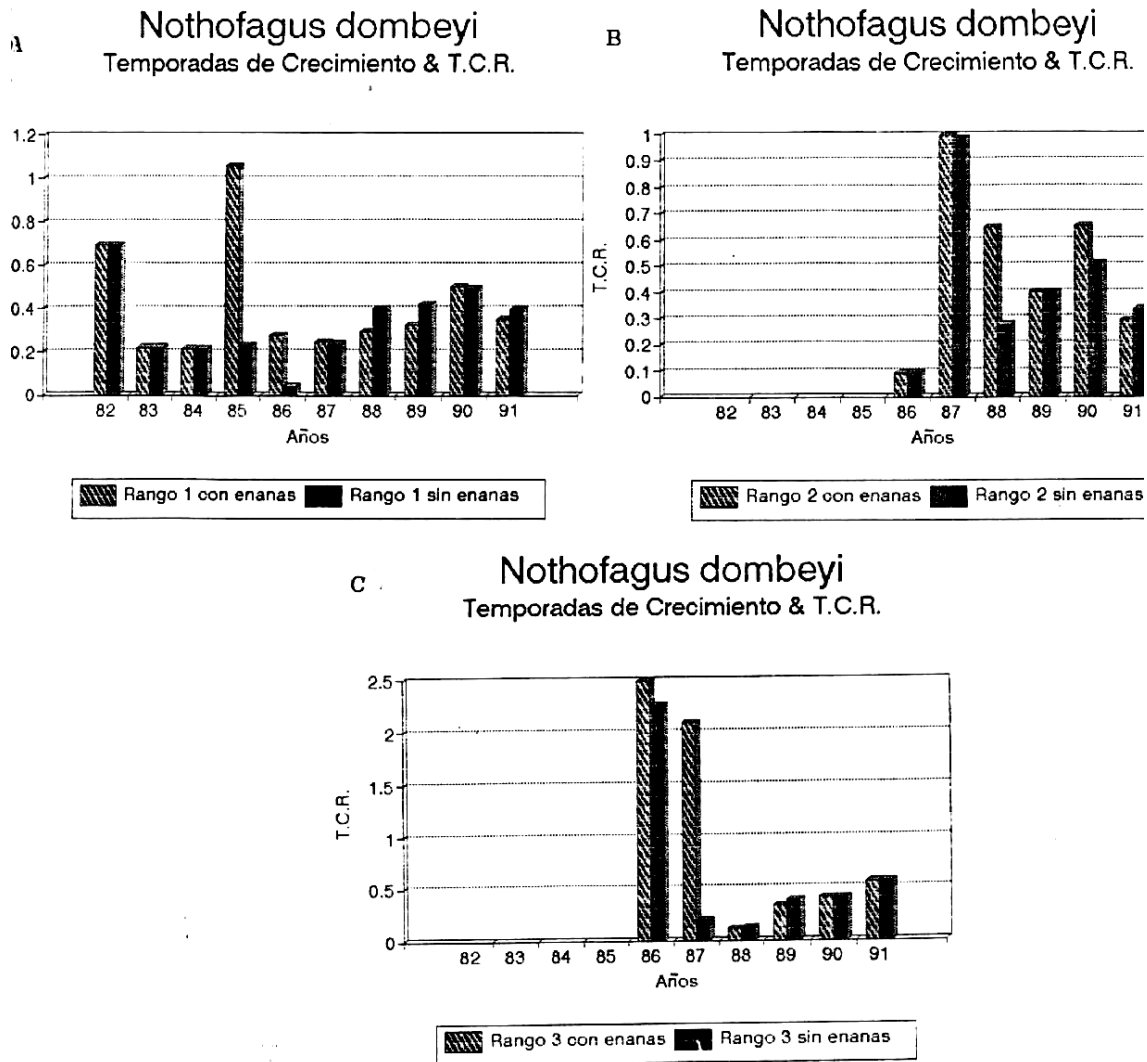 A
Nothofagus dombeyi
Temporadas de Crecimiento & T.C.R.
1.2
1
0.8
0.6
0.4
0.2
0
82 83 84 85 86 87 88 89 90 91
Años
Rango 1 con enanas Rango 1 sin enanas
B
Nothofagus dombeyi
Temporadas de Crecimiento & T.C.R.
T.C.R.
1
0.9
0.8
0.7
0.6
0.5
0.4
0.3
0.2
0.1
0
82 83 84 85 86 87 88 89 90 91
Años
Rango 2 con enanas Rango 2 sin enanas
C
Nothofagus dombeyi
Temporadas de Crecimiento & T.C.R.
T.C.R.
2.5
2
1.5
1
0.5
0
82 83 84 85 86 87 88 89 90 91
Años
Rango 3 con enanas Rango 3 sin enanas